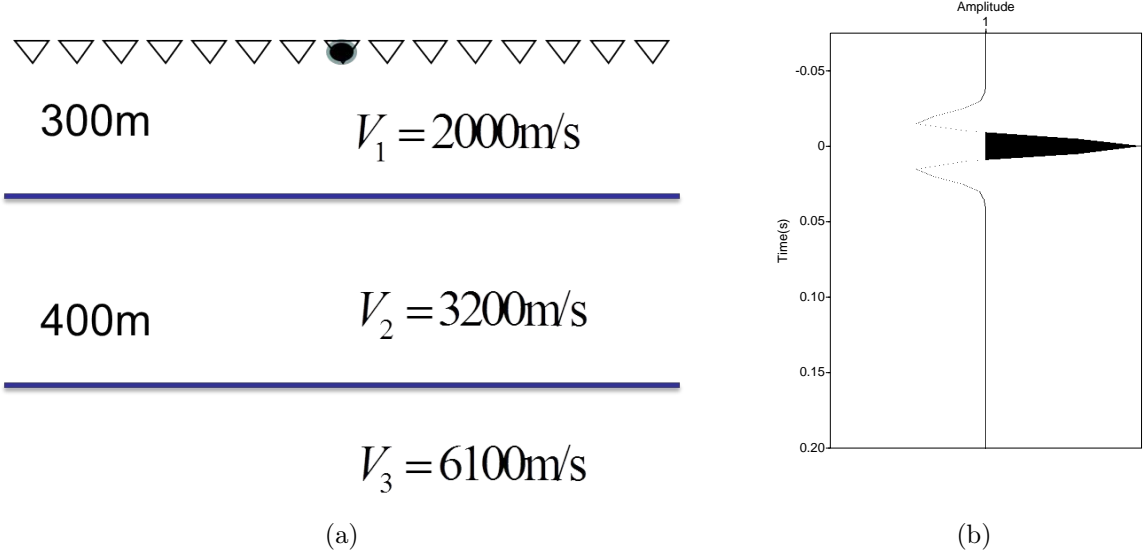 300m
V₁ = 2000m/s
400m
V₂ = 3200m/s
V₃ = 6100m/s
(a)
Amplitude
1
-0.05
0
0.05
0.10
0.15
0.20
Time(s)
(b)